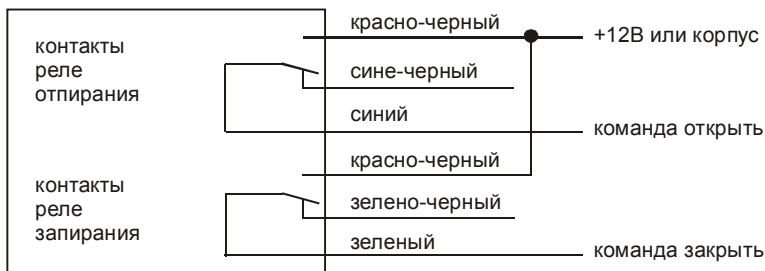 красно-черный
+12В или корпус
контакты
реле
отпирания
сине-черный
синий
команда открыть
красно-черный
контакты
реле
запирания
зелено-черный
зеленый
команда закрыть